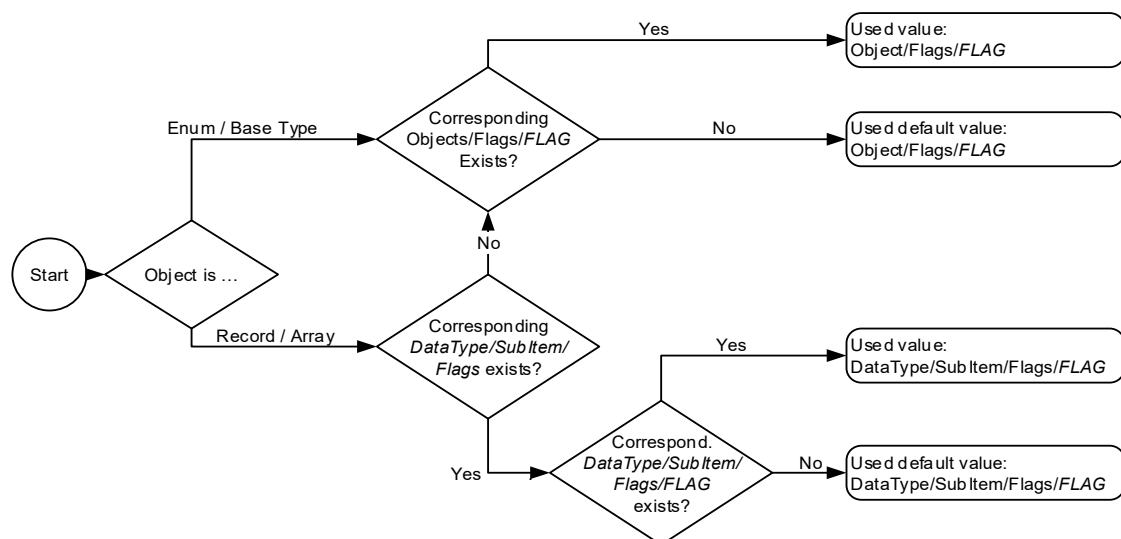 Yes
Used value:
Object/Flags/FLAG
Enum / Base Type
Corresponding
Objects/Flags/FLAG
Exists?
No
Used default value:
Object/Flags/FLAG
No
Start
Object is ...
Record / Array
Corresponding
DataType/SubItem/
Flags exists?
Yes
Used value:
DataType/SubItem/Flags/FLAG
Yes
Correspond.
DataType/SubItem/
Flags/FLAG
exists?
No
Used default value:
DataType/SubItem/Flags/FLAG